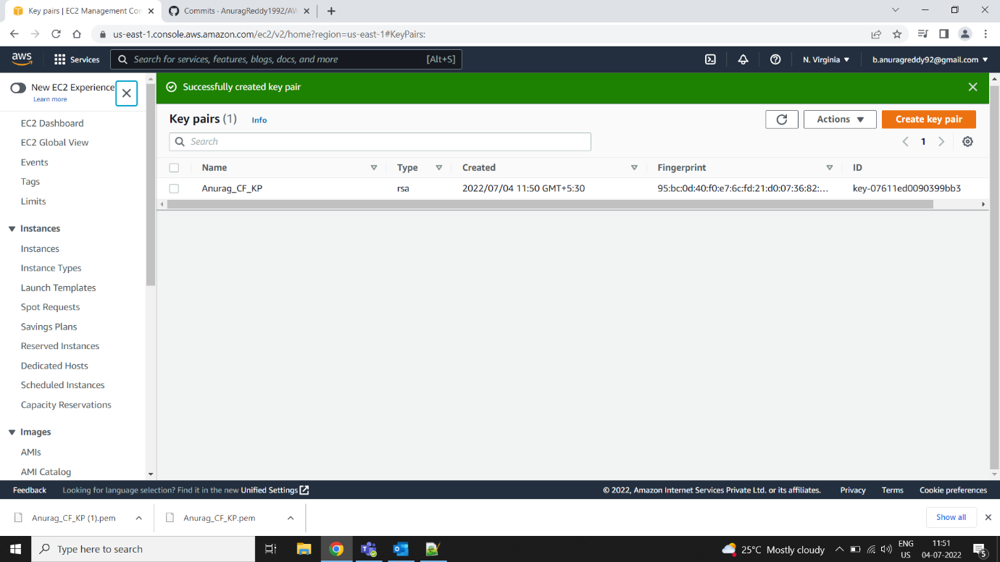 Key pairs | EC2 Management Con
Commits · AnuragReddy1992/AW
us-east-1.console.aws.amazon.com/ec2/v2/home?region=us-east-1#KeyPairs:
aws Services Search for services, features, blogs, docs, and more [Alt+S] N. Virginia b.anuragreddy92@gmail.com
New EC2 Experience
Learn more
EC2 Dashboard
EC2 Global View
Events
Tags
Limits
Instances
Instances
Instance Types
Launch Templates
Spot Requests
Savings Plans
Reserved Instances
Dedicated Hosts
Scheduled Instances
Capacity Reservations
Images
AMIs
AMI Catalog
Successfully created key pair
Key pairs (1) Info Actions Create key pair
Search 1
Name Type Created Fingerprint ID
Anurag_CF_KP rsa 2022/07/04 11:50 GMT+5:30 95:bc:0d:40:f0:e7:6c:fd:21:d0:07:36:82:... key-07611ed0090399bb3
Feedback Looking for language selection? Find it in the new Unified Settings © 2022, Amazon Internet Services Private Ltd. or its affiliates. Privacy Terms Cookie preferences
Anurag_CF_KP (1).pem Anurag_CF_KP.pem Show all
Type here to search 25°C Mostly cloudy ENG 11:51
US 04-07-2022 5